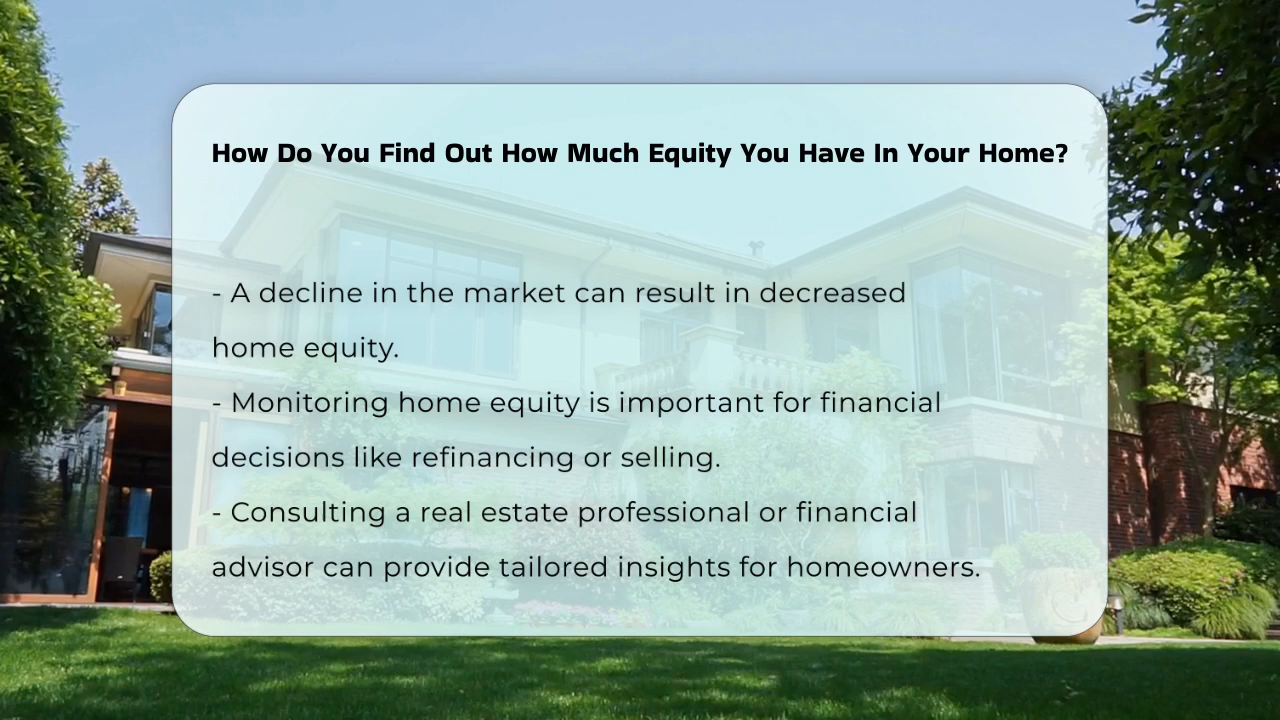 How Do You Find Out How Much Equity You Have In Your Home?
- A decline in the market can result in decreased
home equity.
- Monitoring home equity is important for financial
decisions like refinancing or selling.
- Consulting a real estate professional or financial
advisor can provide tailored insights for homeowners.